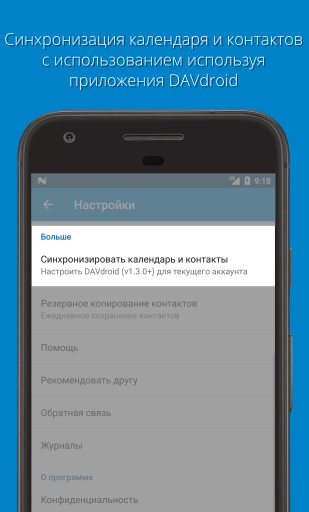 Синхронизация календаря и контактов
с использованием используя
приложения DAVdroid
9:18
Настройки
Больше
Синхронизировать календарь и контакты
Настроить DAVdroid (v1.3.0+) для текущего аккаунта
Резервное копирование контактов
Ежедневное сохранение контактов
Помощь
Рекомендовать другу
Обратная связь
Журналы
О программе
Конфиденциальность